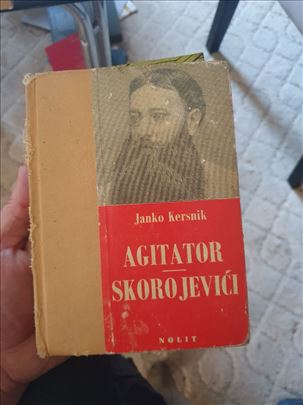 Janko Kersnik
AGITATOR
SKOROJEVIĆI
NOLIT